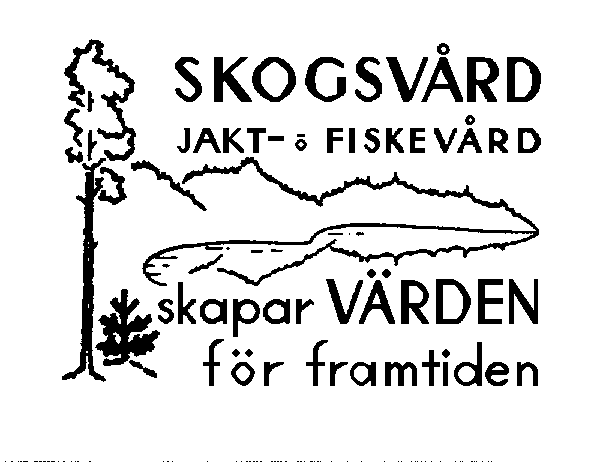 SKOGSVÅRD
JAKT- ō FISKEVÅRD
skapar VÄRDEN
för framtiden